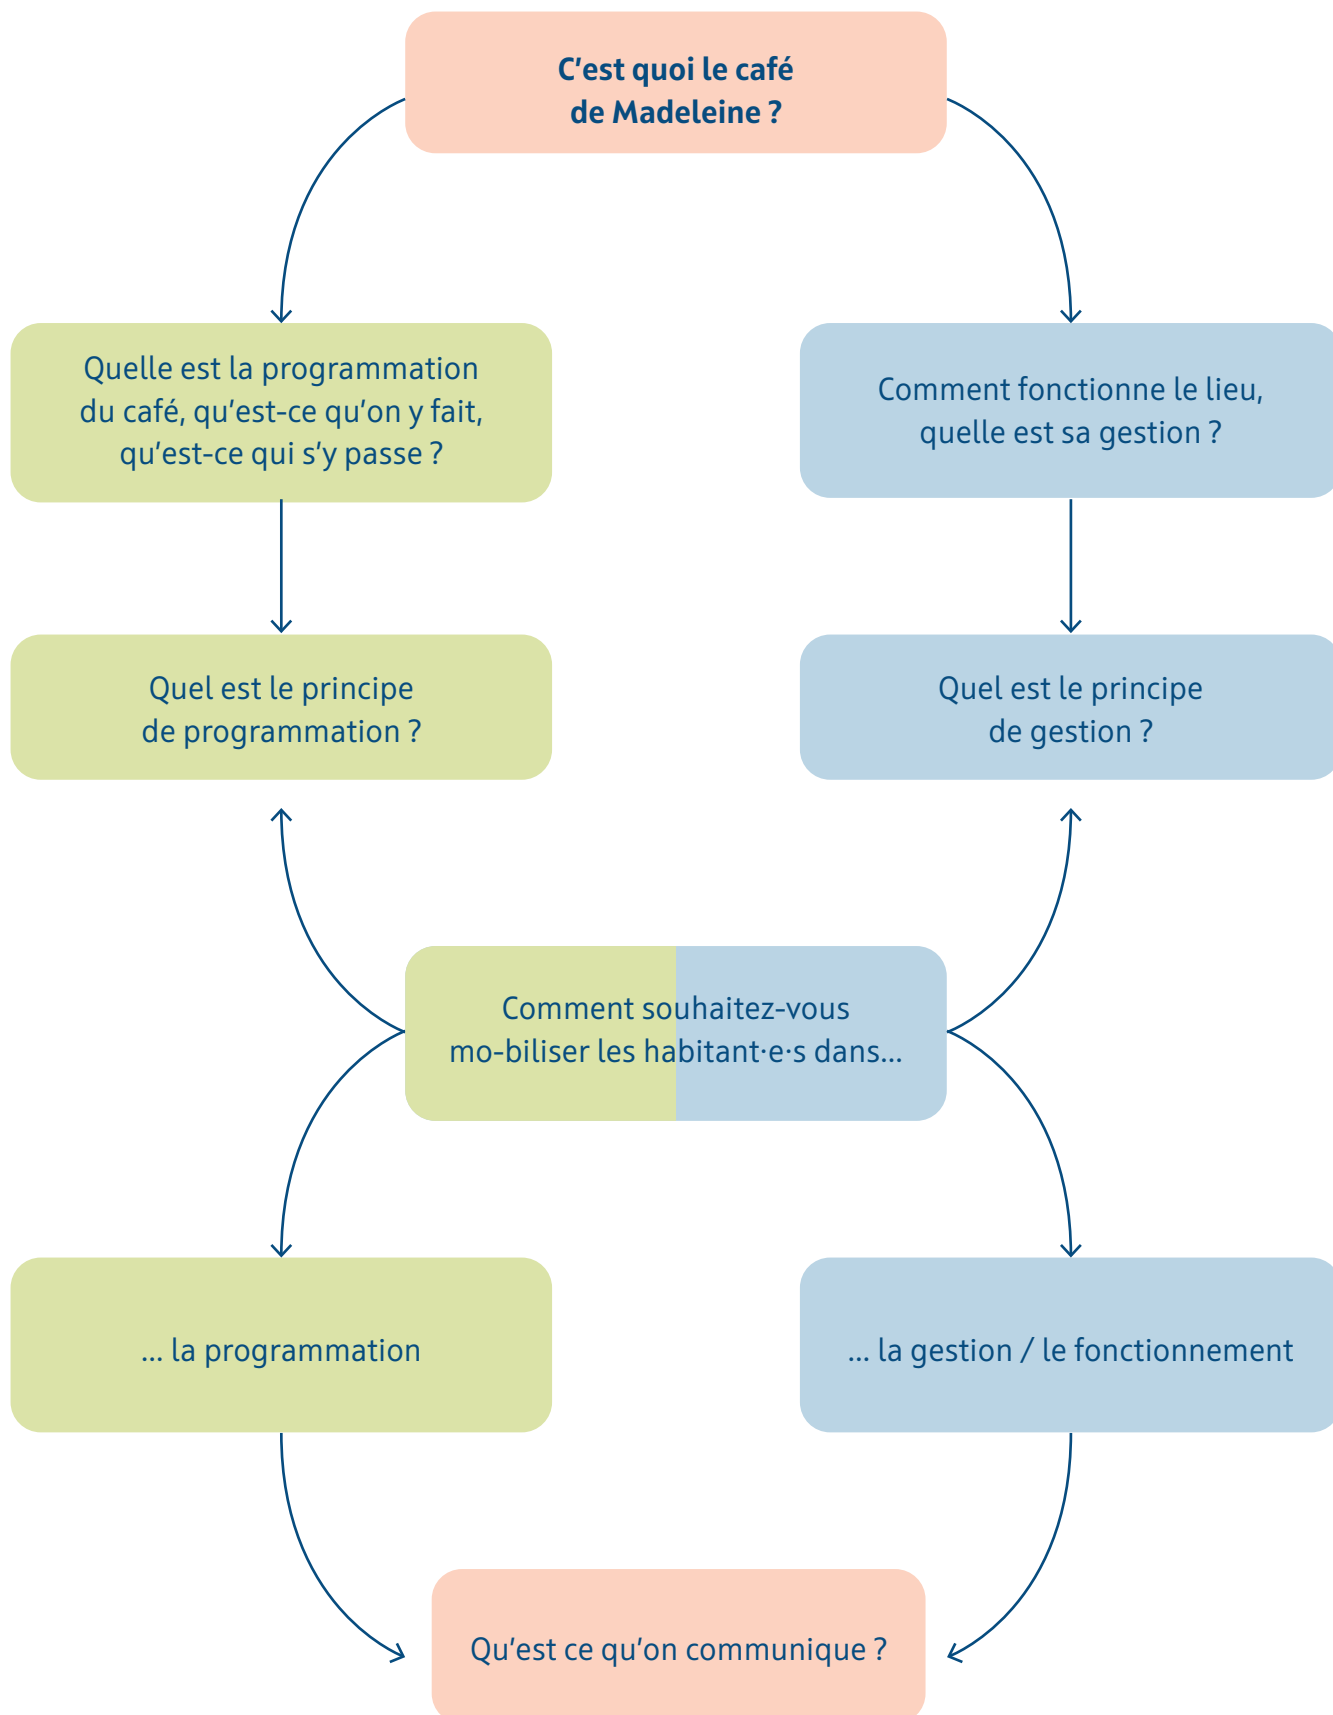 C'est quoi le café
de Madeleine ?
Quelle est la programmation
du café, qu'est-ce qu'on y fait,
qu'est-ce qui s'y passe ?
Comment fonctionne le lieu,
quelle est sa gestion ?
Quel est le principe
de programmation ?
Quel est le principe
de gestion ?
Comment souhaitez-vous
mo-biliser les habitant·e·s dans...
... la programmation
... la gestion / le fonctionnement
Qu'est ce qu'on communique ?